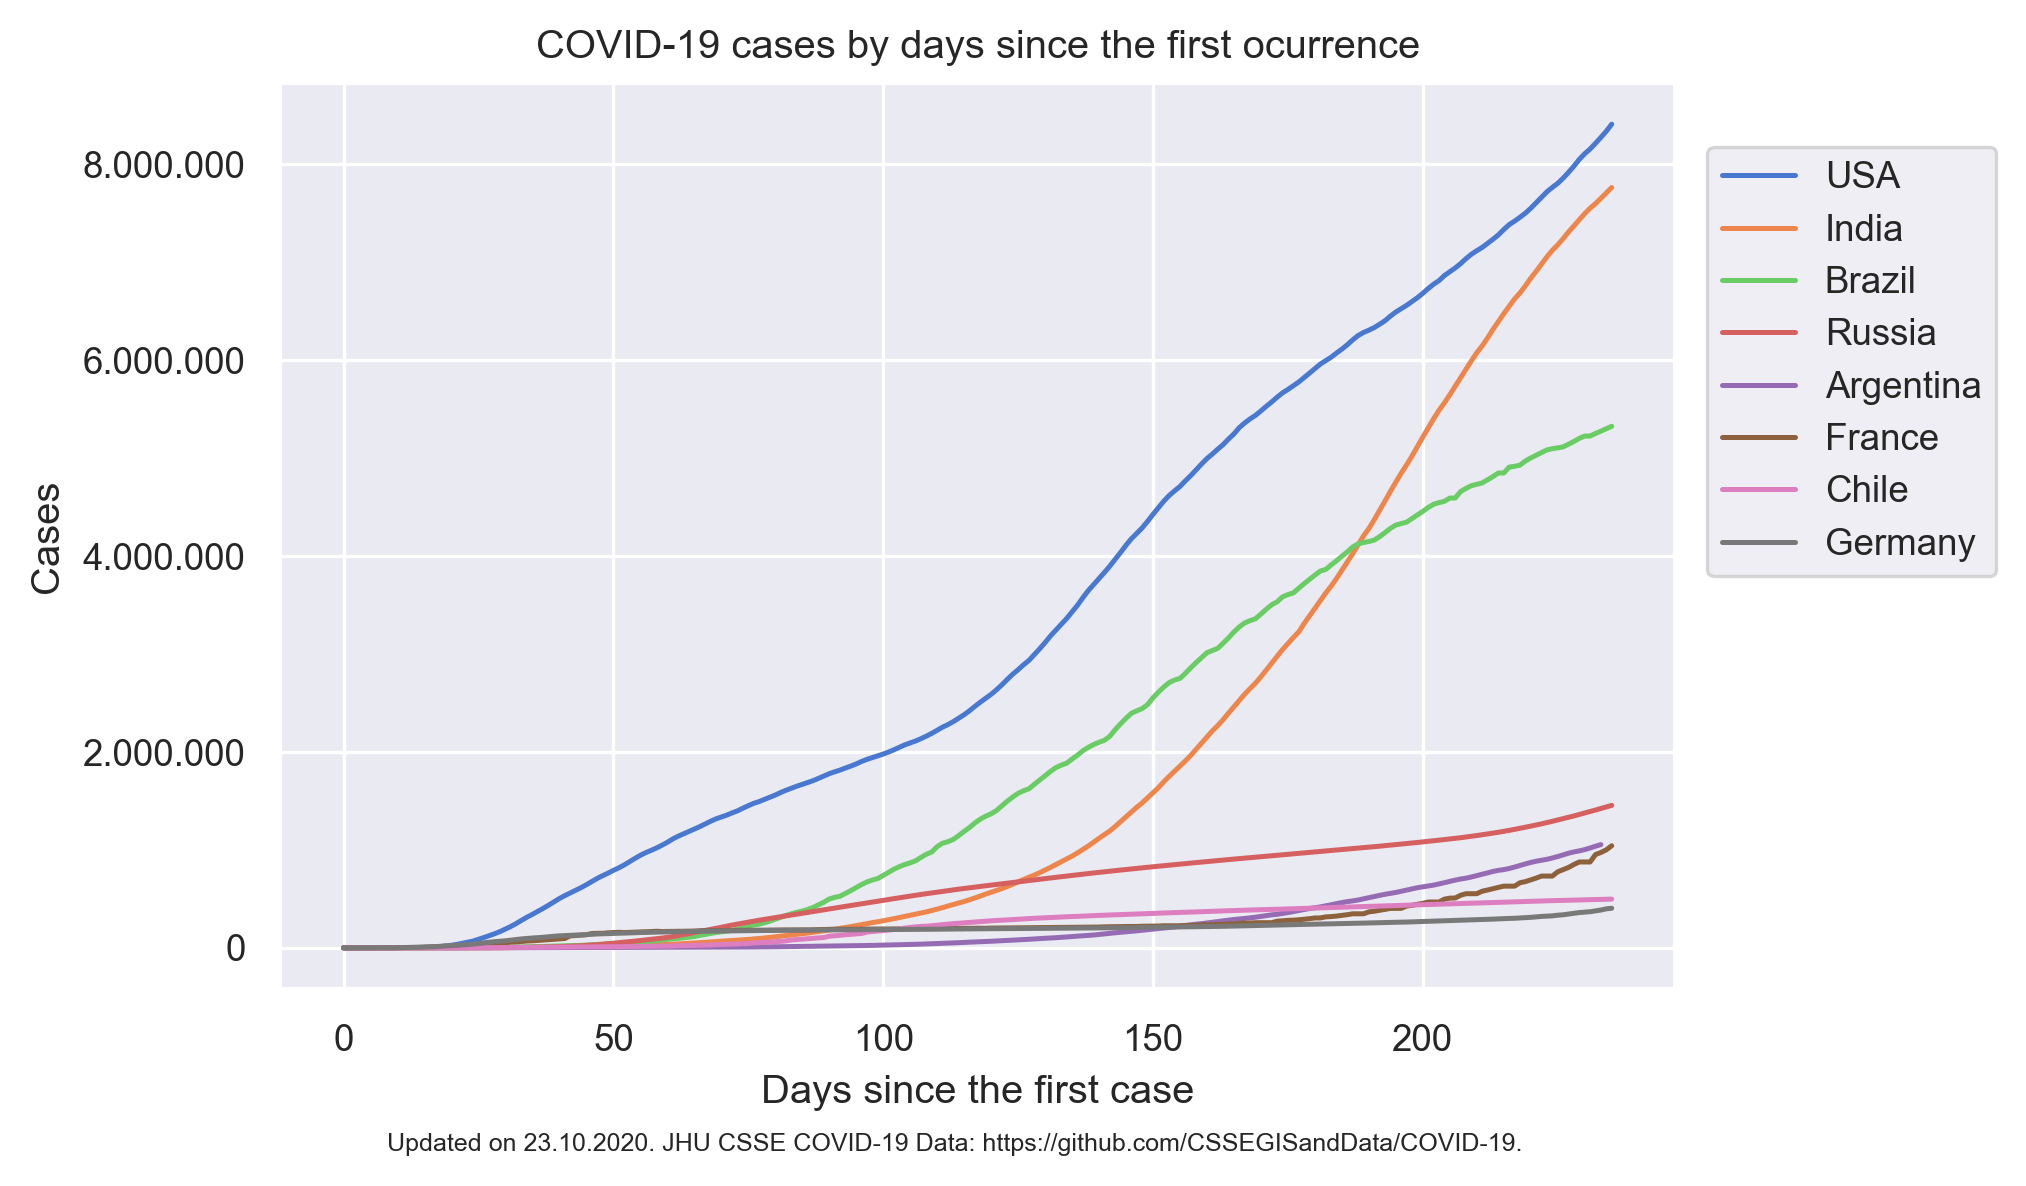 COVID-19 cases by days since the first ocurrence
8.000.000
6.000.000
4.000.000
2.000.000
0
Cases
0 50 100 150 200
Days since the first case
USA
India
Brazil
Russia
Argentina
France
Chile
Germany
Updated on 23.10.2020. JHU CSSE COVID-19 Data: https://github.com/CSSEGISandData/COVID-19.